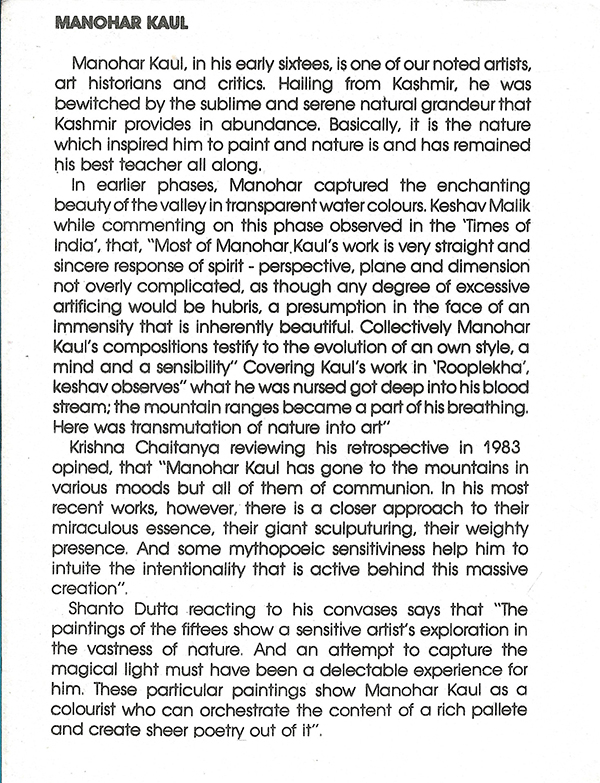 MANOHAR KAUL
Manohar Kaul, in his early sixtees, is one of our noted artists,
art historians and critics. Hailing from Kashmir, he was
bewitched by the sublime and serene natural grandeur that
Kashmir provides in abundance. Basically, it is the nature
which inspired him to paint and nature is and has remained
his best teacher all along.
In earlier phases, Manohar captured the enchanting
beauty of the valley in transparent water colours. Keshav Malik
while commenting on this phase observed in the 'Times of
India', that, "Most of Manohar Kaul's work is very straight and
sincere response of spirit - perspective, plane and dimension
not overly complicated, as though any degree of excessive
artificing would be hubris, a presumption in the face of an
immensity that is inherently beautiful. Collectively Manohar
Kaul's compositions testify to the evolution of an own style, a
mind and a sensibility" Covering Kaul's work in 'Rooplekha',
keshav observes" what he was nursed got deep into his blood
stream; the mountain ranges became a part of his breathing.
Here was transmutation of nature into art"
Krishna Chaitanya reviewing his retrospective in 1983
opined, that "Manohar Kaul has gone to the mountains in
various moods but all of them of communion. In his most
recent works, however, there is a closer approach to their
miraculous essence, their giant sculputuring, their weighty
presence. And some mythopoeic sensitiviness help him to
intuite the intentionality that is active behind this massive
creation".
Shanto Dutta reacting to his convases says that "The
paintings of the fiftees show a sensitive artist's exploration in
the vastness of nature. And an attempt to capture the
magical light must have been a delectable experience for
him. These particular paintings show Manohar Kaul as a
colourist who can orchestrate the content of a rich pallete
and create sheer poetry out of it".